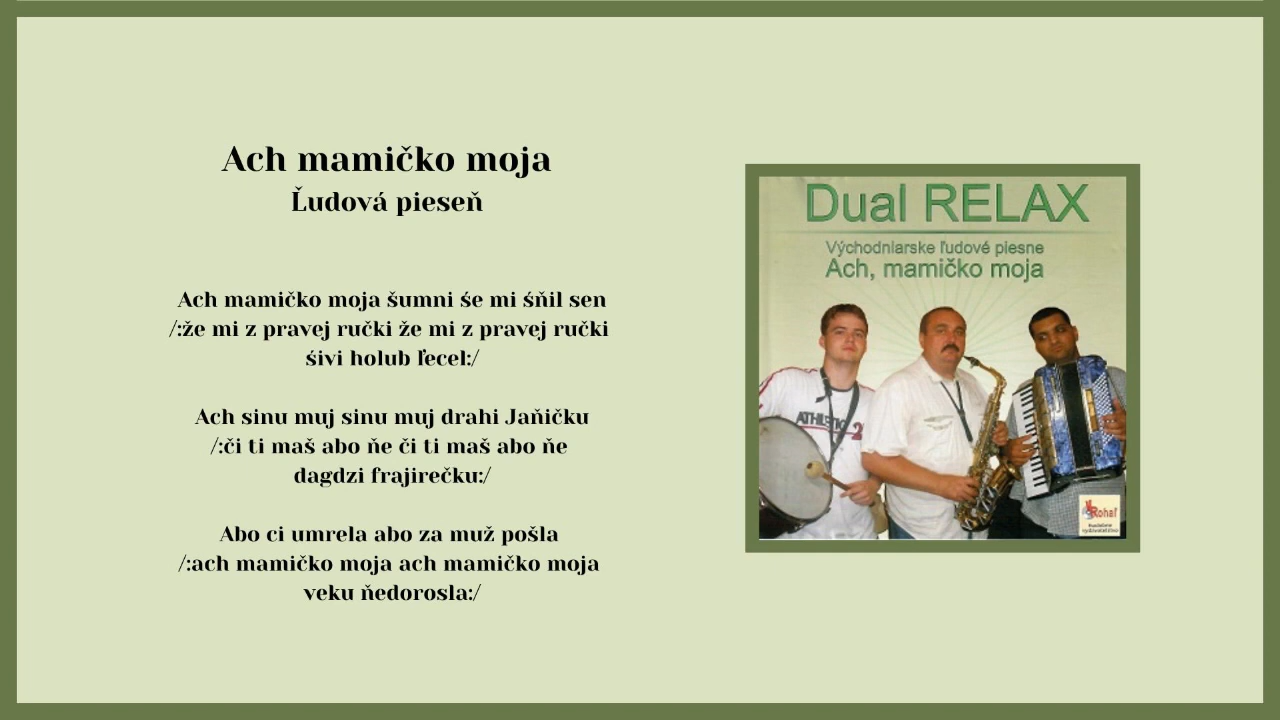 Ach mamičko moja
Ľudová pieseň
Ach mamičko moja šumni śe mi śňil sen
/:že mi z pravej ručki že mi z pravej ručki
śivi holub ľecel:/
Ach sinu muj sinu muj drahi Jaňičku
/:či ti maš abo ňe či ti maš abo ňe
dagdzi frajirečku:/
Abo ci umrela abo za muž pošla
/:ach mamičko moja ach mamičko moja
veku ňedorosla:/
Dual RELAX
Východniarske ľudové piesne
Ach, mamičko moja
ATHLETIC 2
Rohaľ
Hudobné
vydavateľstvo